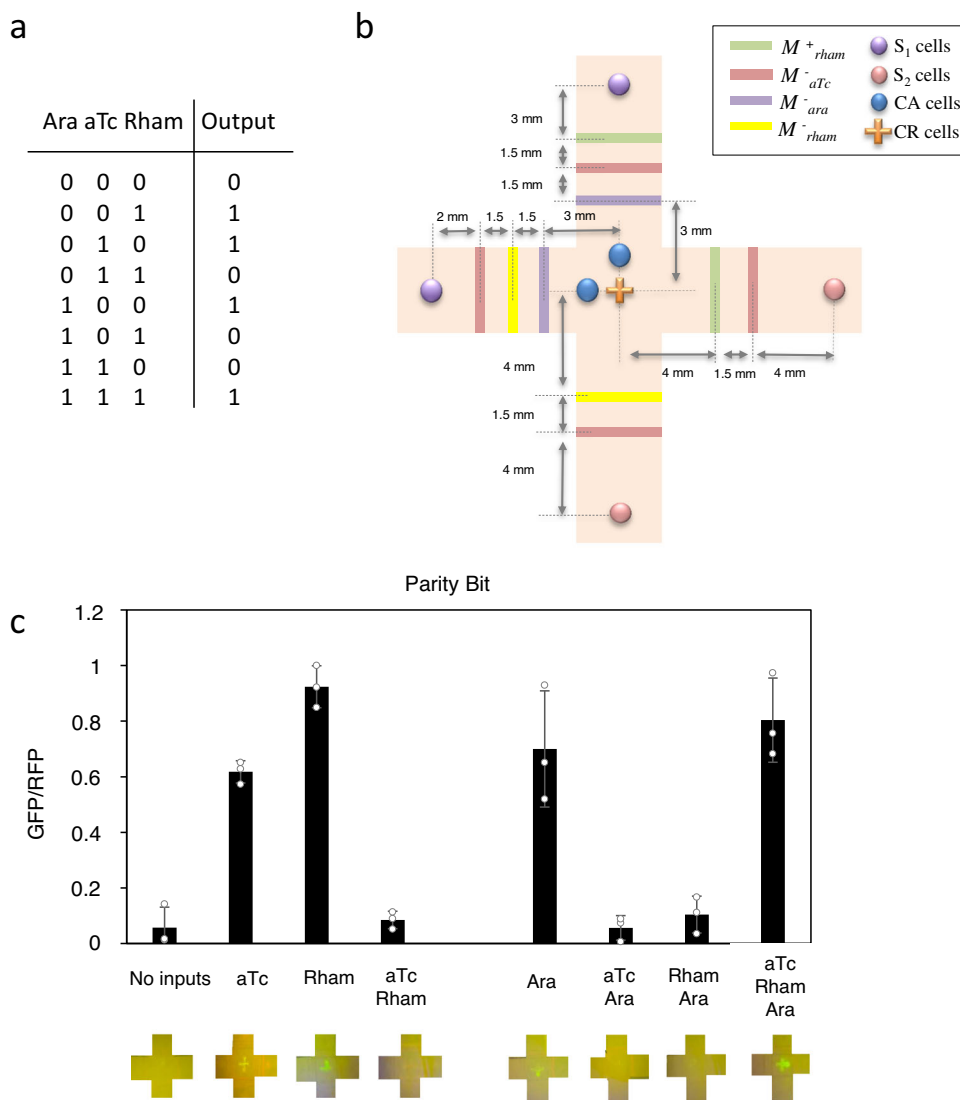 a
Ara aTc Rham Output
0 0 0 0
0 0 1 1
0 1 0 1
0 1 1 0
1 0 0 1
1 0 1 0
1 1 0 0
1 1 1 1
b
M+rham
M-aTc
M-ara
M-rham
S1 cells
S2 cells
CA cells
CR cells
3 mm
1.5 mm
1.5 mm
2 mm
1.5
1.5
3 mm
3 mm
4 mm
1.5 mm
4 mm
4 mm
1.5 mm
4 mm
c
Parity Bit
GFP/RFP
1.2
1
0.8
0.6
0.4
0.2
0
No inputs
aTc
Rham
aTc
Rham
Ara
aTc
Ara
Rham
Ara
aTc
Rham
Ara